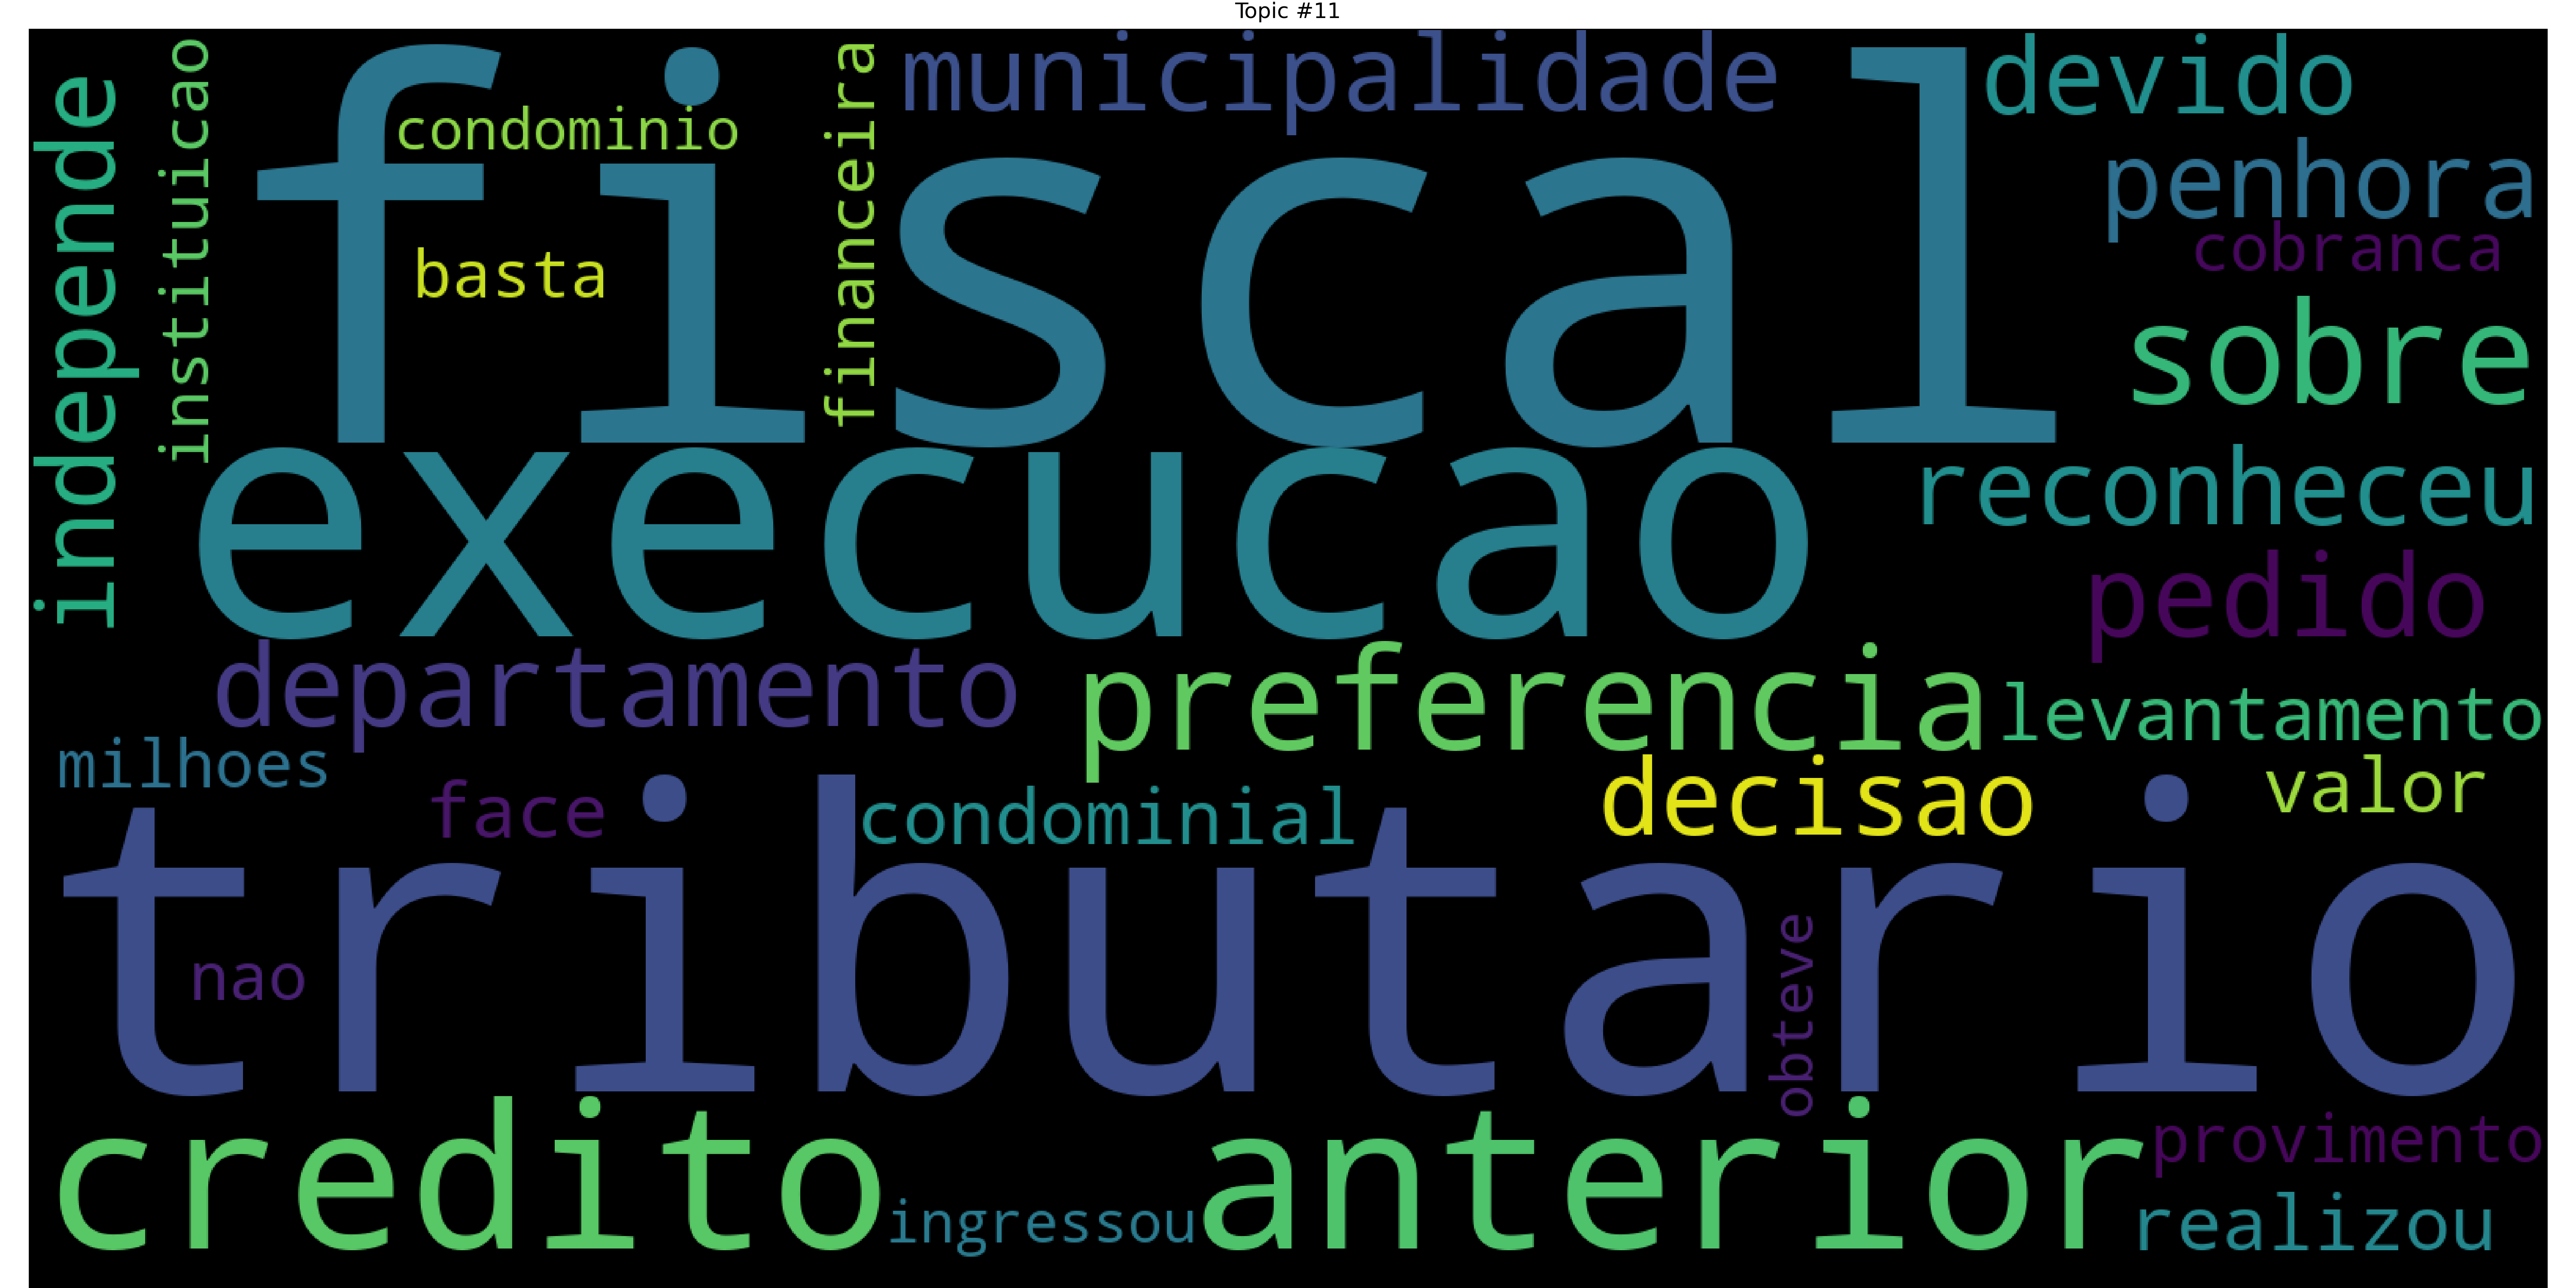 Topic #11
independe
instituicao
fiscal
condominio
basta
financeira
municipalidade
devido
penhora
cobranca
sobre
execucao
reconheceu
pedido
departamento
preferencia
levantamento
milhoes
face
condominial
decisao
valor
tributario
nao
obteve
credito
ingressou
anterior
provimento
realizou